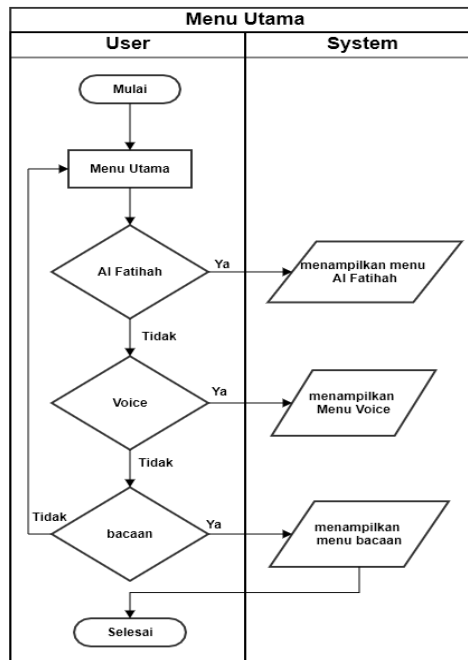 Menu Utama
User
System
Mulai
Menu Utama
Al Fatihah
Ya
menampilkan menu
Al Fatihah
Tidak
Voice
Ya
menampilkan
Menu Voice
Tidak
Tidak
bacaan
Ya
menampilkan
menu bacaan
Selesai